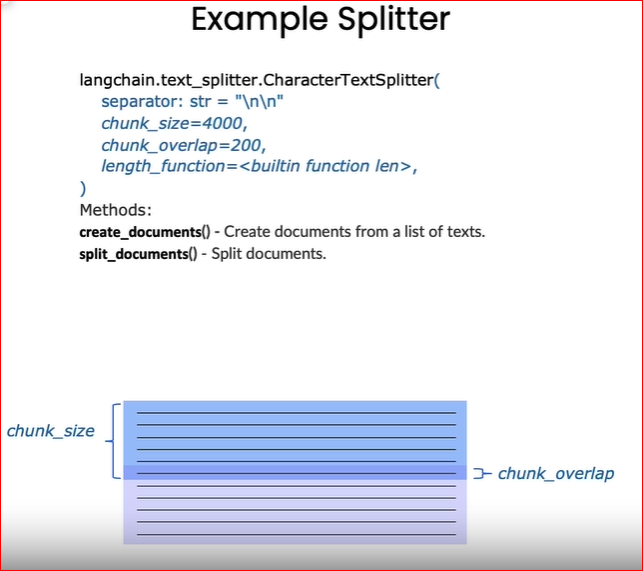 Example Splitter
langchain.text_splitter.CharacterTextSplitter(
separator: str = "\n\n"
chunk_size=4000,
chunk_overlap=200,
length_function=<builtin function len>,
)
Methods:
create_documents() - Create documents from a list of texts.
split_documents() - Split documents.
chunk_size
chunk_overlap